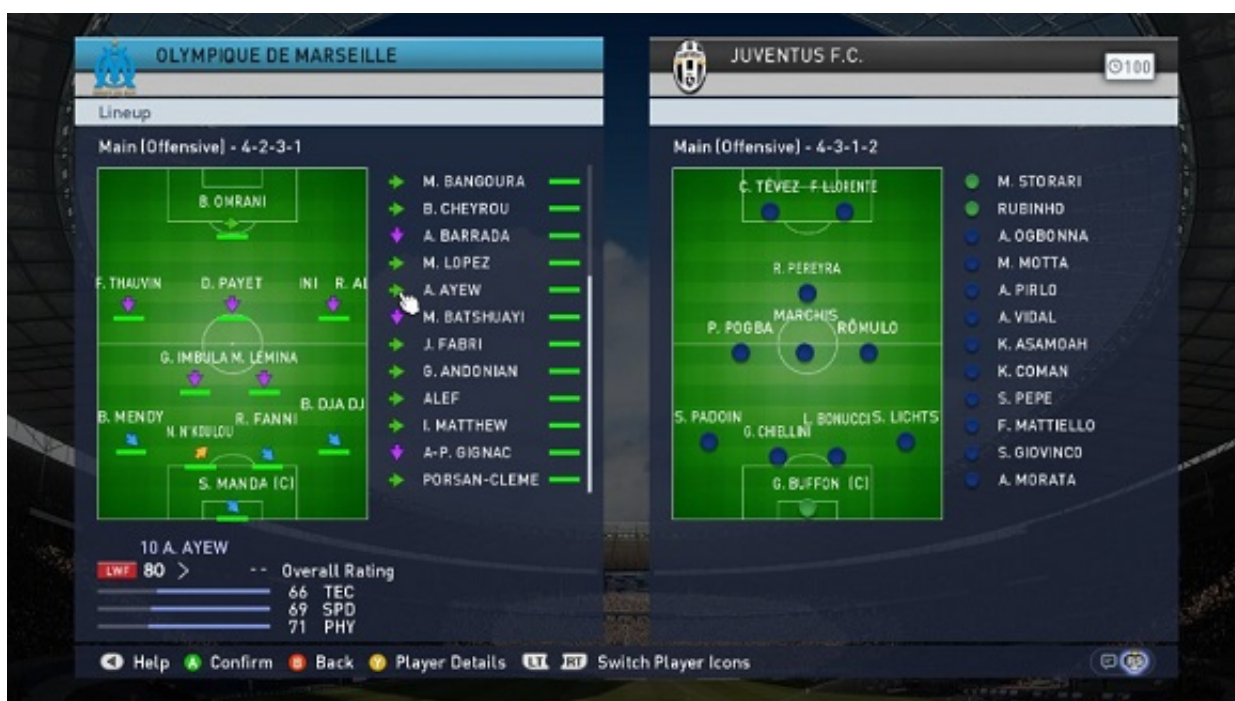 OLYMPIQUE DE MARSEILLE
JUVENTUS F.C.
100
Lineup
Main (Offensive) - 4-2-3-1
B. OMRANI
F. THAUVIN
D. PAYET
INI R. AI
G. IMBULA
M. LEMINA
B. MENDY
N. N'KOULOU
R. FANNI
B. DJA DJ
S. MANDA (C)
M. BANGOURA
B. CHEYROU
A. BARRADA
M. LOPEZ
A. AYEW
M. BATSHUAYI
J. FABRI
G. ANDONIAN
ALEF
I. MATTHEW
A-P. GIGNAC
PORSAN-CLEME
Main (Offensive) - 4-3-1-2
C. TÉVEZ
F. LLORENTE
R. PEREYRA
P. POGBA
MARCHIS
RÔMULO
S. PADOIN
G. CHIELLINI
L. BONUCCI
S. LICHTS
G. BUFFON (C)
M. STORARI
RUBINHO
A. OGBONNA
M. MOTTA
A. PIRLO
A. VIDAL
K. ASAMOAH
K. COMAN
S. PEPE
F. MATTIELLO
S. GIOVINCO
A. MORATA
10 A. AYEW
LWF 80 > -- Overall Rating
66 TEC
69 SPD
71 PHY
Help A Confirm B Back Y Player Details LT RT Switch Player Icons